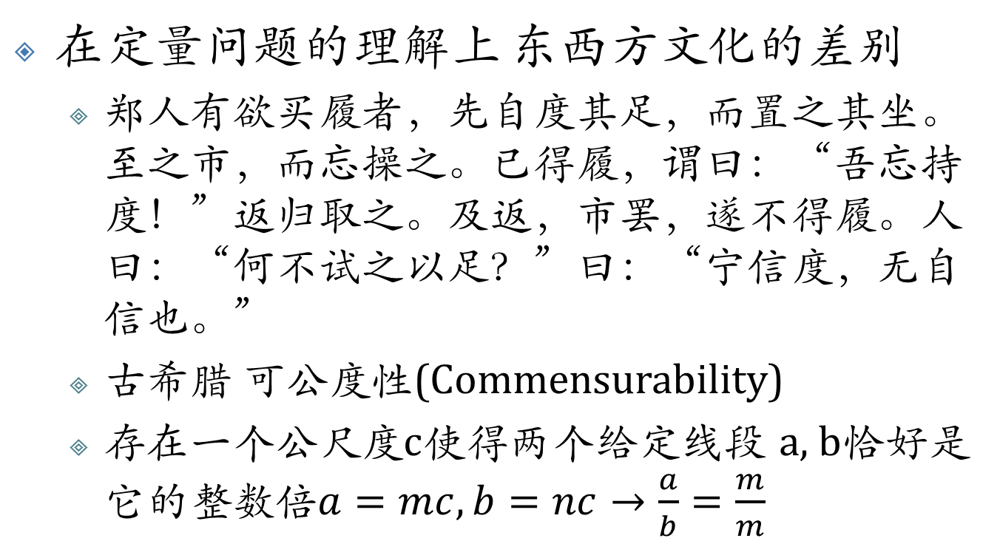 在定量问题的理解上 东西方文化的差别
郑人有欲买履者，先自度其足，而置之其坐。
至之市，而忘操之。已得履，谓曰：“吾忘持
度！”返归取之。及返，市罢，遂不得履。人
曰：“何不试之以足？”曰：“宁信度，无自
信也。”
古希腊 可公度性(Commensurability)
存在一个公尺度c使得两个给定线段 a, b恰好是
它的整数倍a = mc, b = nc → a/b = m/m